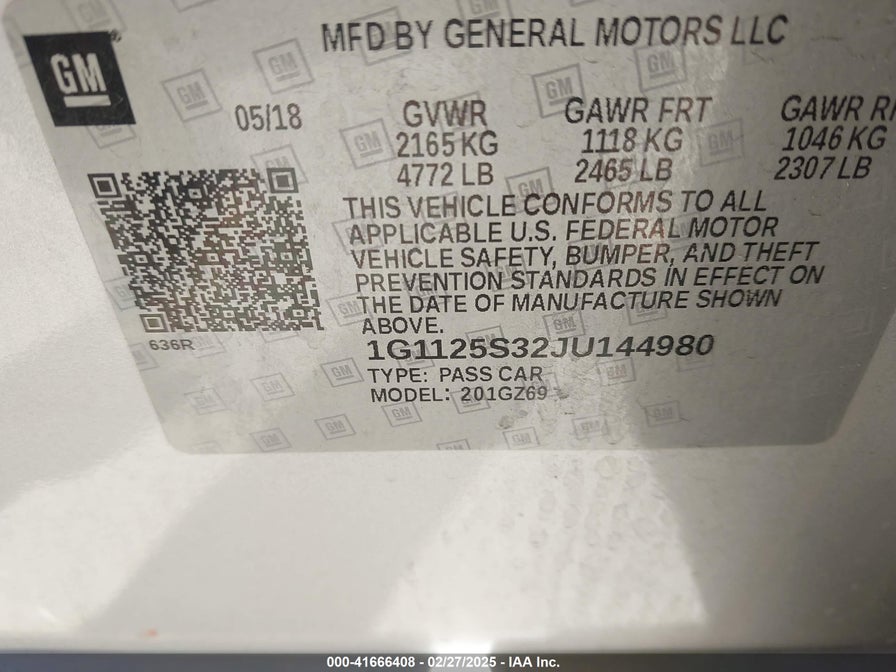 GM
MFD BY GENERAL MOTORS LLC
05/18
GVWR GAWR FRT GAWR
2165 KG 1118 KG 1046 KG
4772 LB 2465 LB 2307 LB
THIS VEHICLE CONFORMS TO ALL
APPLICABLE U.S. FEDERAL MOTOR
VEHICLE SAFETY, BUMPER, AND THEFT
PREVENTION STANDARDS IN EFFECT ON
THE DATE OF MANUFACTURE SHOWN
ABOVE.
636R
1G1125S32JU144980
TYPE: PASS CAR
MODEL: 201GZ69
000-41666408 - 02/27/2025 - IAA Inc.